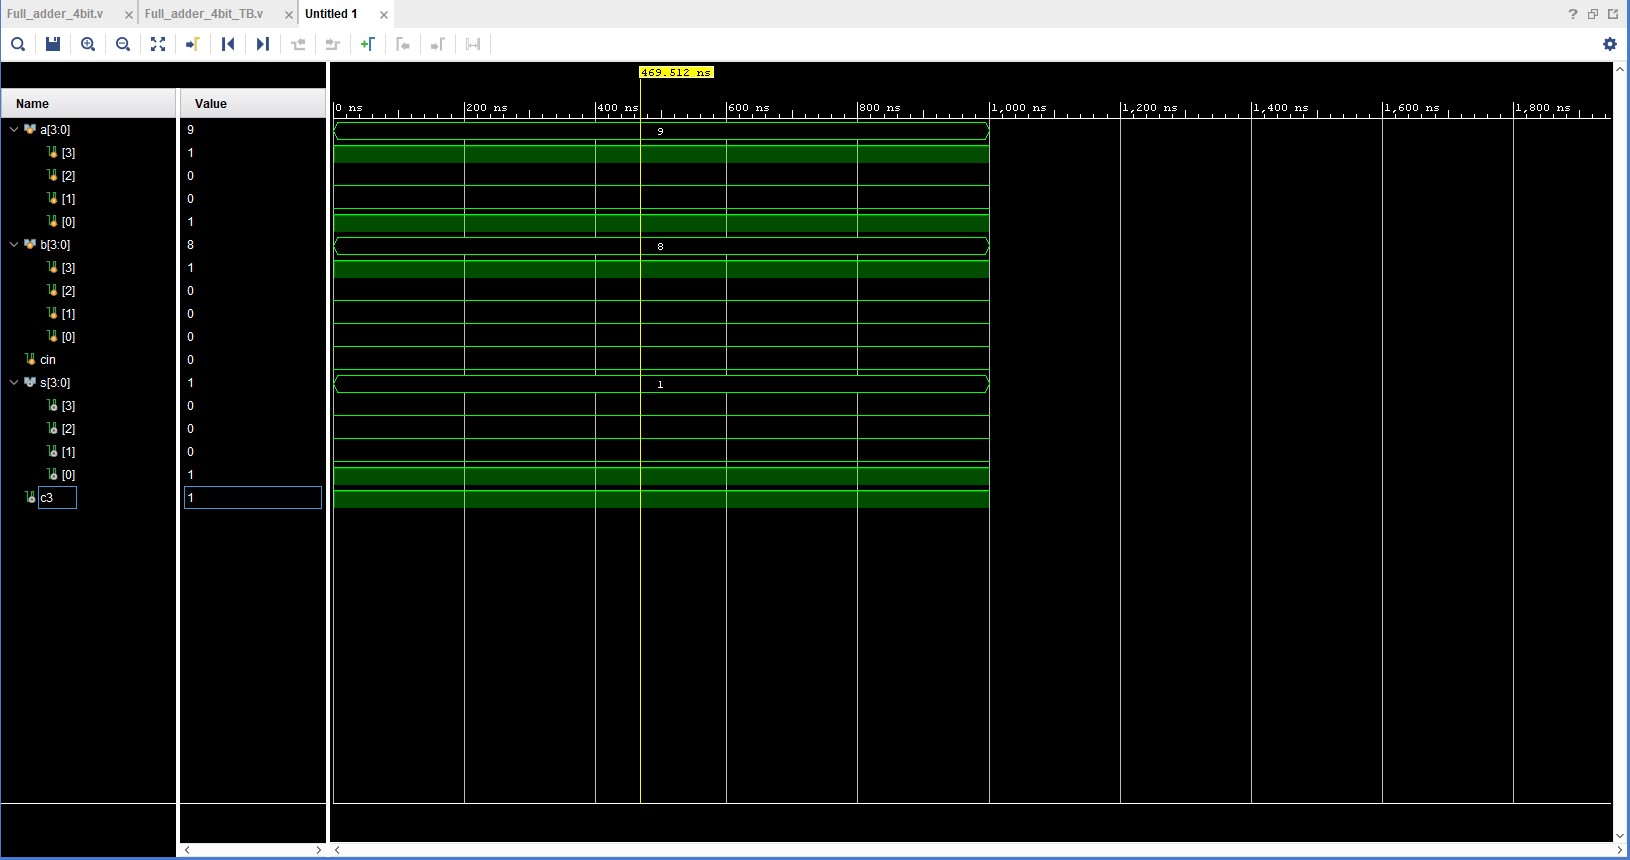 Full_adder_4bit.v × Full_adder_4bit_TB.v × Untitled 1 × ?
469.512 ns
Name Value 0 ns 200 ns 400 ns 600 ns 800 ns 1,000 ns 1,200 ns 1,400 ns 1,600 ns 1,800 ns
a[3:0] 9 9
[3] 1
[2] 0
[1] 0
[0] 1
b[3:0] 8 8
[3] 1
[2] 0
[1] 0
[0] 0
cin 0
s[3:0] 1 1
[3] 0
[2] 0
[1] 0
[0] 1
c3 1